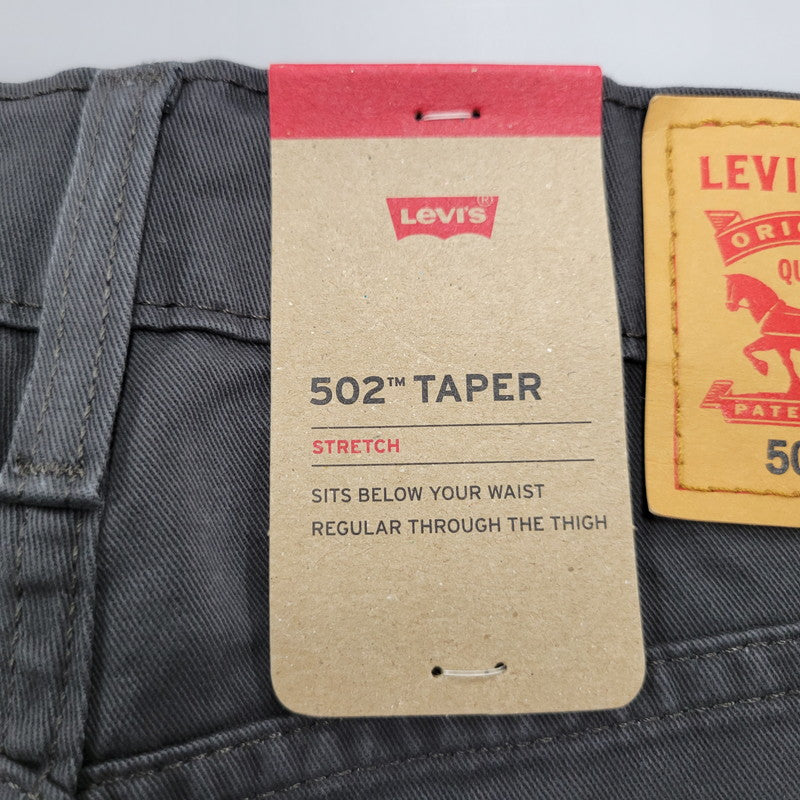 Levi's®
502™ TAPER
STRETCH
SITS BELOW YOUR WAIST
REGULAR THROUGH THE THIGH
LEVI
ORIG
QU
PATE
50